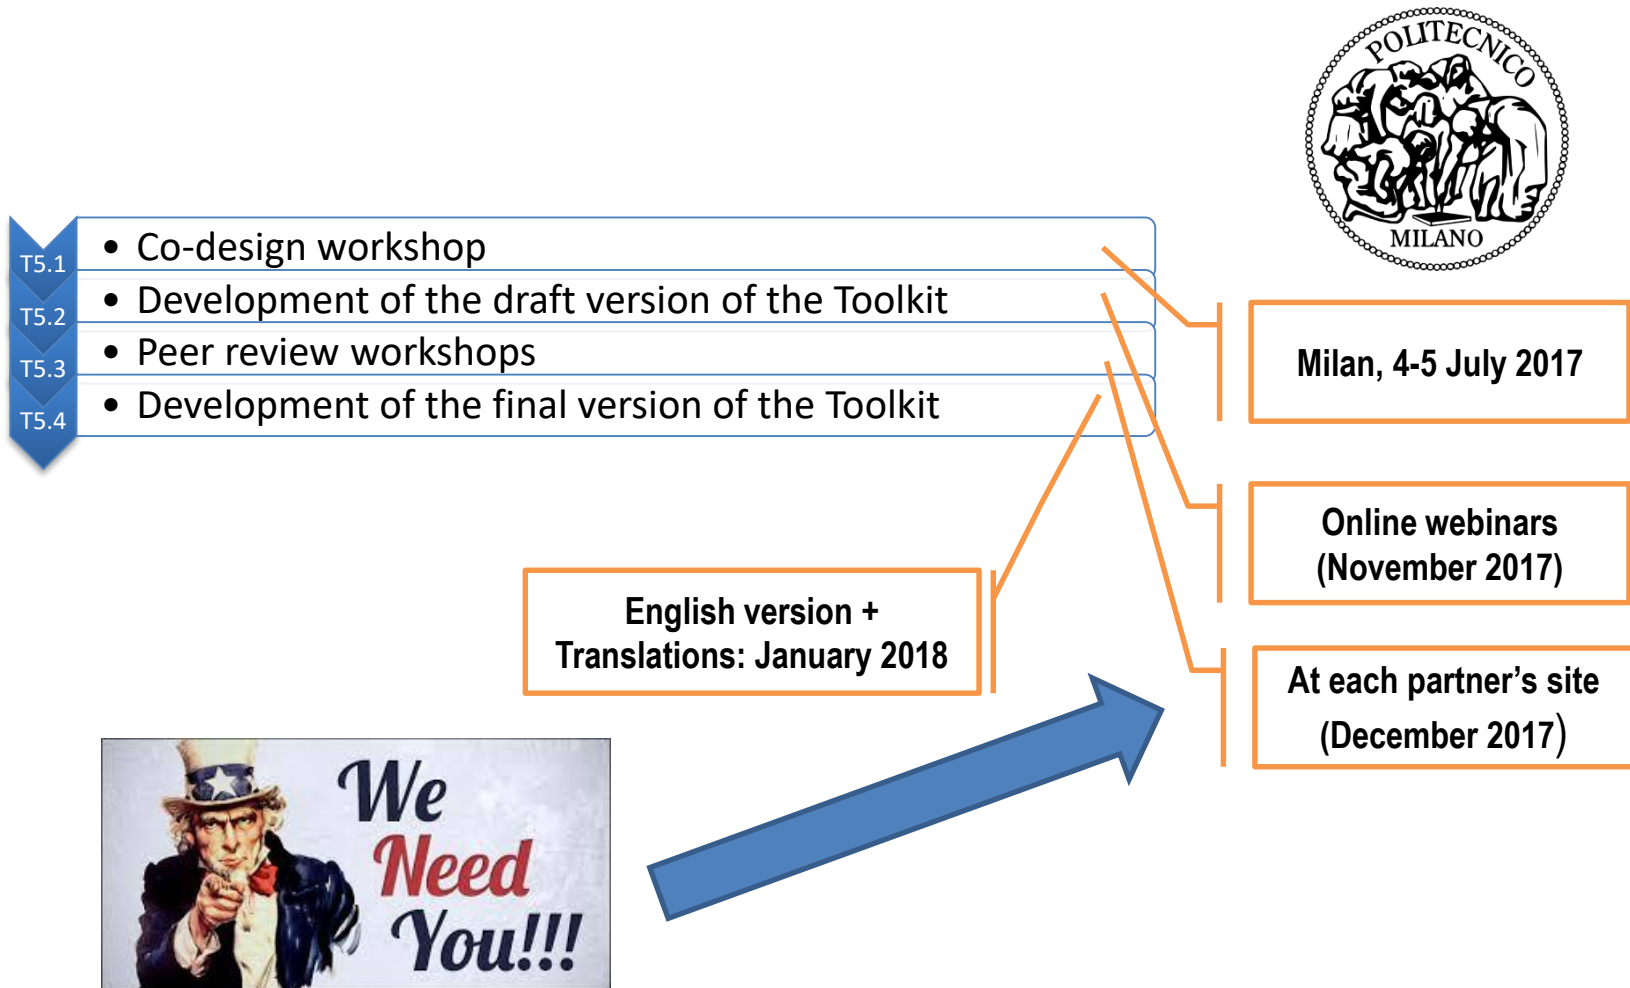 POLITECNICO
MILANO
T5.1
• Co-design workshop
T5.2
• Development of the draft version of the Toolkit
T5.3
• Peer review workshops
T5.4
• Development of the final version of the Toolkit
Milan, 4-5 July 2017
Online webinars
(November 2017)
English version +
Translations: January 2018
At each partner’s site
(December 2017)
We
Need
You!!!